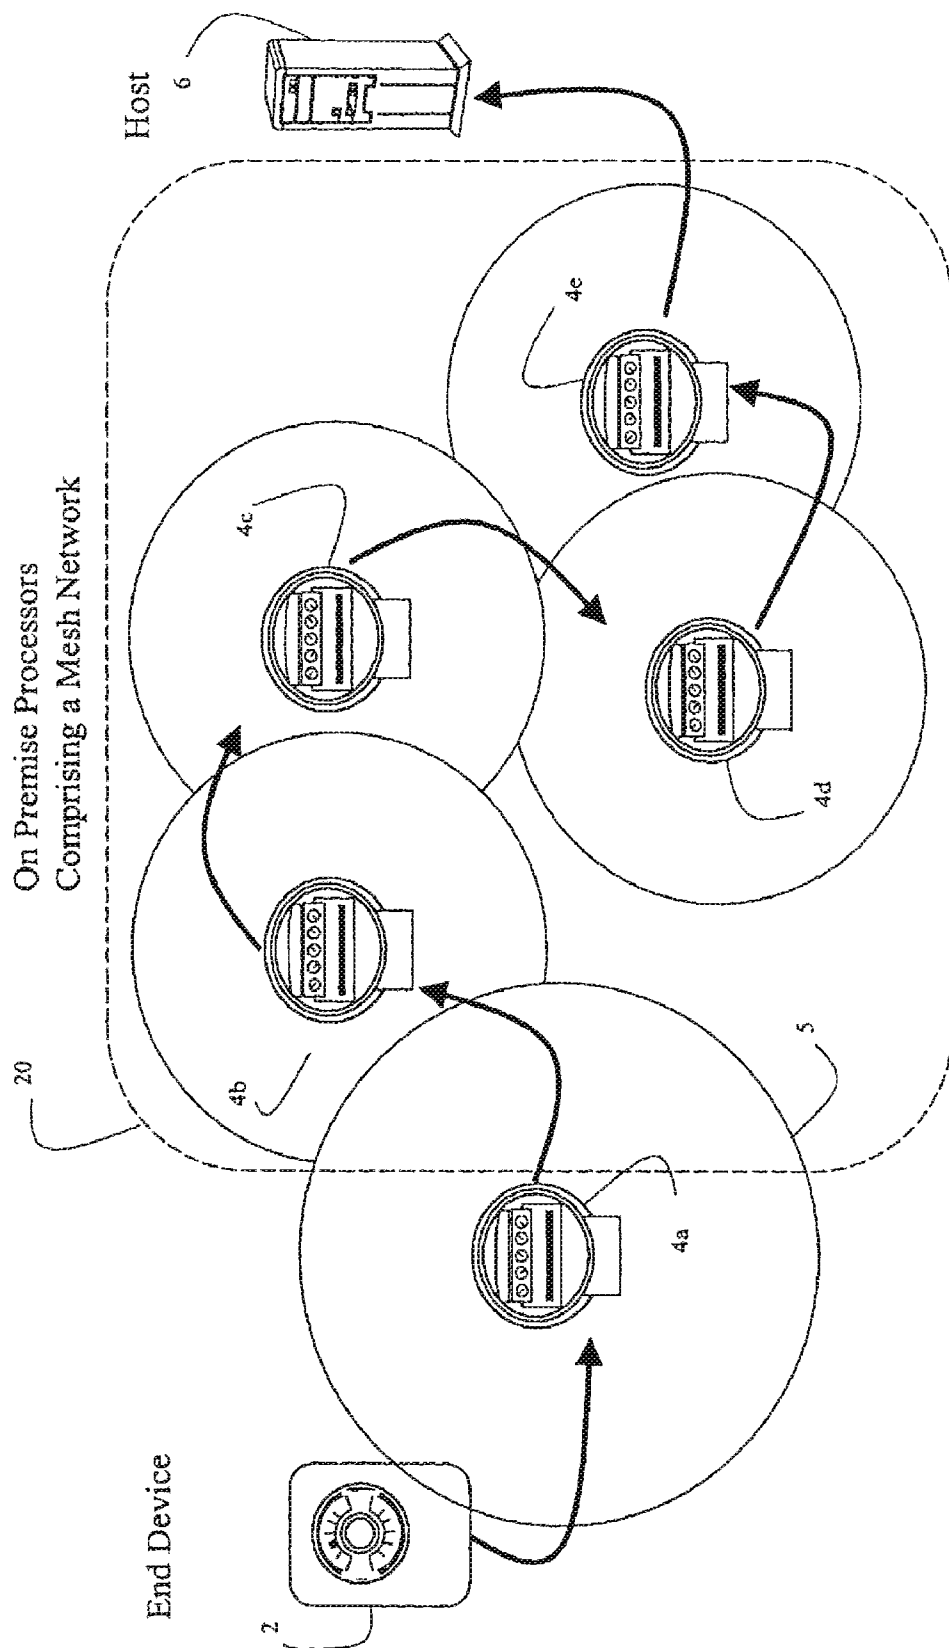 On Premise Processors
Comprising a Mesh Network
20
End Device
2
4a
5
4b
4c
4d
4e
Host
6